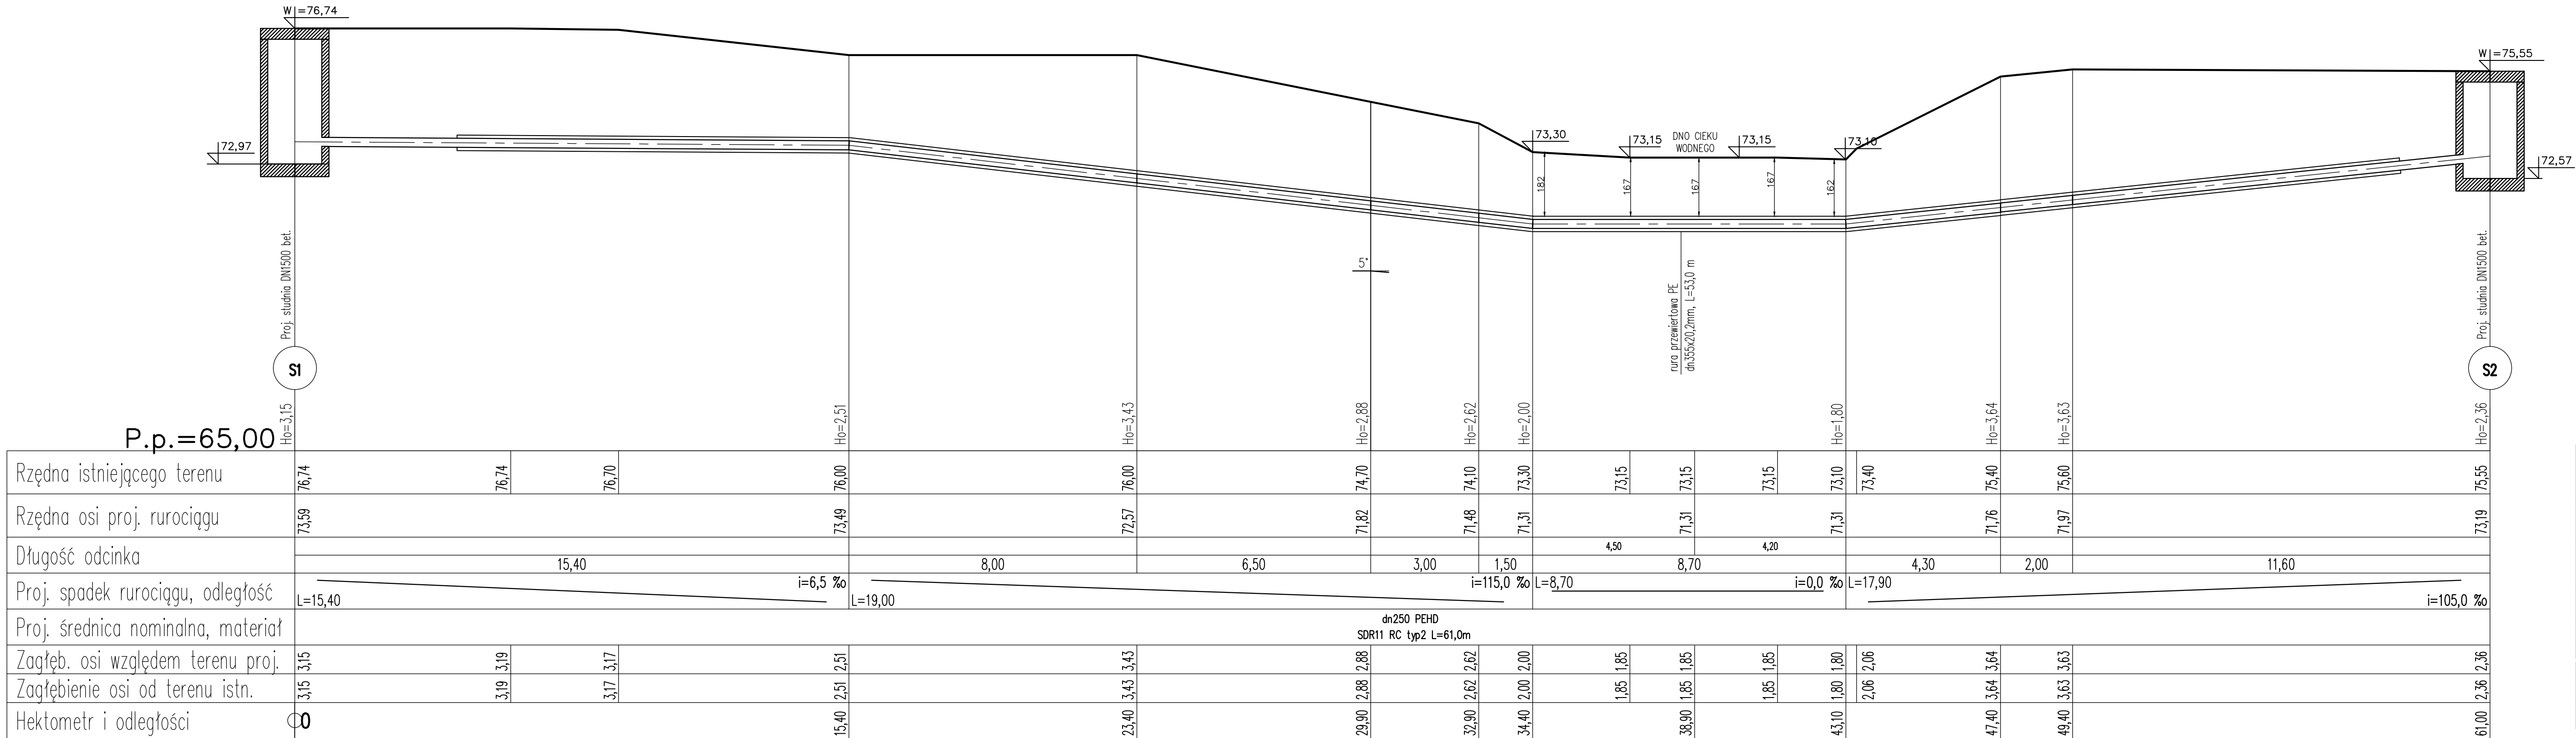 W =76,74
W =75,55
72,97
73,30
73,15
DNO CIEKU
WODNEGO
73,15
73,10
72,57
182
167
167
167
162
Proj. studnia DN1500 bet.
5°
rura przewiertowa PE
dn355x20,2mm, L=53,0 m
Proj. studnia DN1500 bet.
S1
S2
P.p.=65,00
Ho=3,15
Ho=2,51
Ho=3,43
Ho=2,88
Ho=2,62
Ho=2,00
Ho=1,80
Ho=3,64
Ho=3,63
Ho=2,36
Rzędna istniejącego terenu 76,74 76,74 76,70 76,00 76,00 74,70 74,10 73,30 73,15 73,15 73,15 73,10 73,40 75,40 75,60 75,55
Rzędna osi proj. rurociągu 73,59 73,49 72,57 71,82 71,48 71,31 71,31 71,31 71,76 71,97 73,19
4,50 4,20
Długość odcinka 15,40 8,00 6,50 3,00 1,50 8,70 4,30 2,00 11,60
Proj. spadek rurociągu, odległość L=15,40 i=6,5 ‰ L=19,00 i=115,0 ‰ L=8,70 i=0,0 ‰ L=17,90 i=105,0 ‰
Proj. średnica nominalna, materiał
dn250 PEHD
SDR11 RC typ2 L=61,0m
Zagłęb. osi względem terenu proj. 3,15 3,19 3,17 2,51 3,43 2,88 2,62 2,00 1,85 1,85 1,85 1,80 2,06 3,64 3,63 2,36
Zagłębienie osi od terenu istn. 3,15 3,19 3,17 2,51 3,43 2,88 2,62 2,00 1,85 1,85 1,85 1,80 2,06 3,64 3,63 2,36
Hektometr i odległości 0 15,40 23,40 29,90 32,90 34,40 38,90 43,10 47,40 49,40 61,00